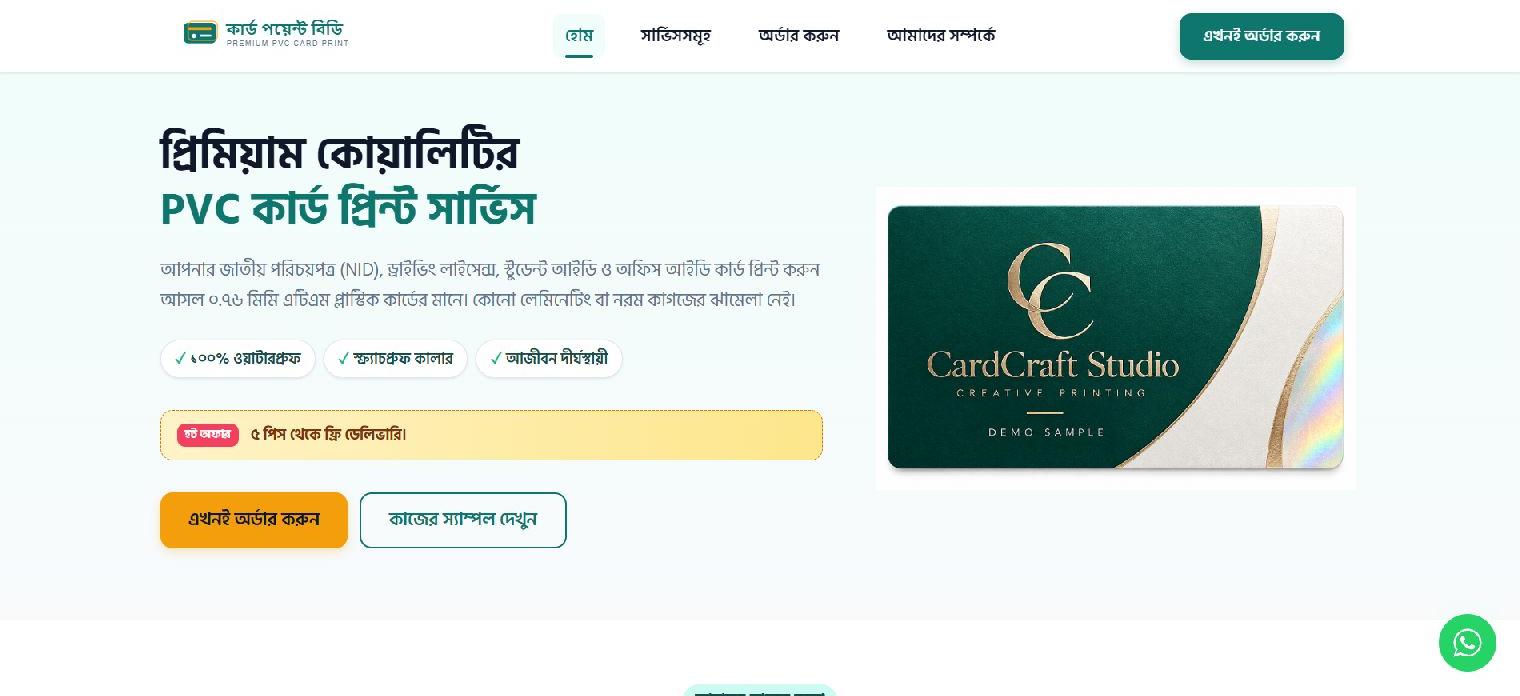 কার্ড পয়েন্ট বিডি
PREMIUM PVC CARD PRINT
হোম
সার্ভিসসমূহ
অর্ডার করুন
আমাদের সম্পর্কে
এখনই অর্ডার করুন
প্রিমিয়াম কোয়ালিটির
PVC কার্ড প্রিন্ট সার্ভিস
আপনার জাতীয় পরিচয়পত্র (NID), ড্রাইভিং লাইসেন্স, স্টুডেন্ট আইডি ও অফিস আইডি কার্ড প্রিন্ট করুন
আসল ০.৭৬ মিমি এটিএম প্লাস্টিক কার্ডের মানে। কোনো লেমিনেটিং বা নরম কাগজের ঝামেলা নেই।
✓ ১০০% ওয়াটারপ্রুফ
✓ স্ক্র্যাচপ্রুফ কালার
✓ আজীবন দীর্ঘস্থায়ী
হট অফার
৫ পিস থেকে ফ্রি ডেলিভারি।
এখনই অর্ডার করুন
কাজের স্যাম্পল দেখুন
CC
CardCraft Studio
CREATIVE PRINTING
DEMO SAMPLE